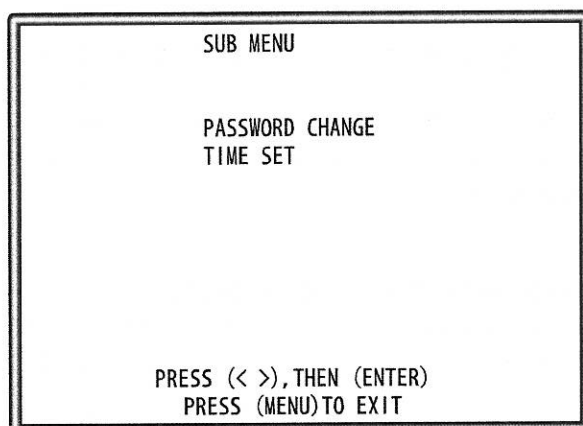 SUB MENU
PASSWORD CHANGE
TIME SET
PRESS (< >),THEN (ENTER)
PRESS (MENU)TO EXIT